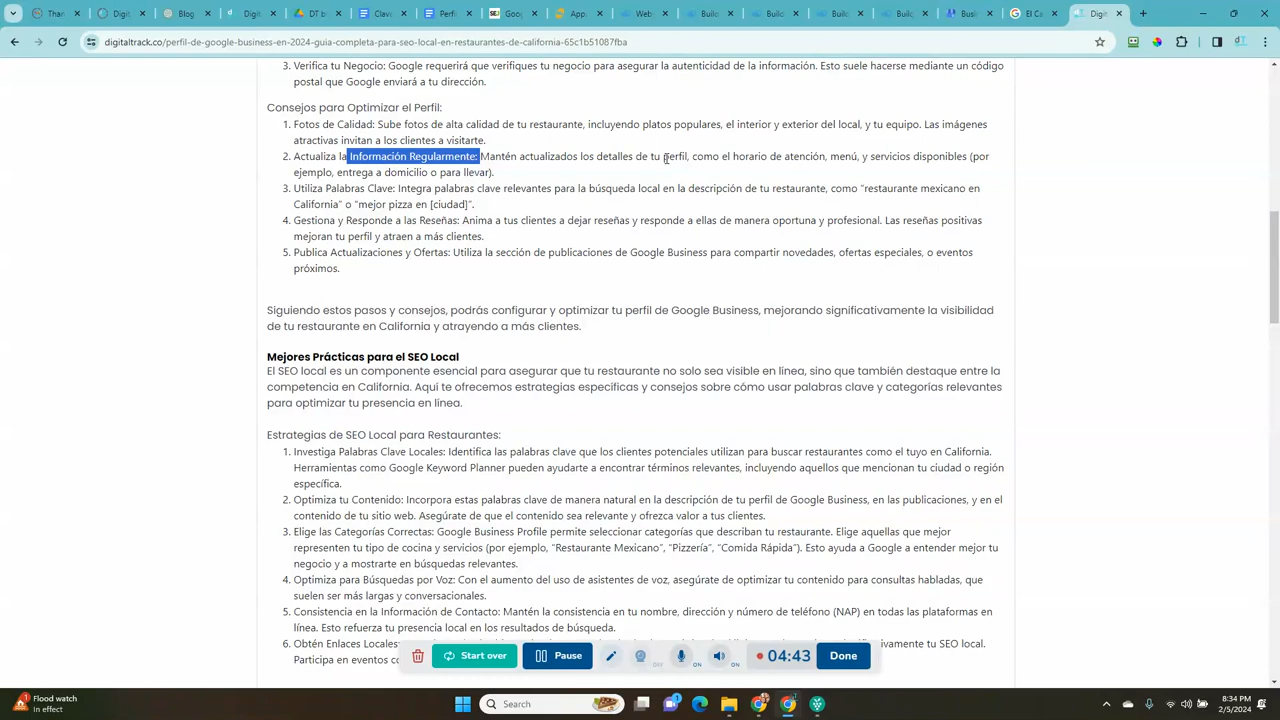 Than
Digit
Blog
Digit
DT b
Clav
Perfil
Goo
App
Web
Build
Build
Build
Build
Busi
El Ca
Digit
digitaltrack.co/perfil-de-google-business-en-2024-guia-completa-para-seo-local-en-restaurantes-de-california-65c1b51087fba
3. Verifica tu Negocio: Google requerirá que verifiques tu negocio para asegurar la autenticidad de la información. Esto suele hacerse mediante un código
postal que Google enviará a tu dirección.
Consejos para Optimizar el Perfil:
1. Fotos de Calidad: Sube fotos de alta calidad de tu restaurante, incluyendo platos populares, el interior y exterior del local, y tu equipo. Las imágenes
atractivas invitan a los clientes a visitarte.
2. Actualiza la Información Regularmente: Mantén actualizados los detalles de tu perfil, como el horario de atención, menú, y servicios disponibles (por
ejemplo, entrega a domicilio o para llevar).
3. Utiliza Palabras Clave: Integra palabras clave relevantes para la búsqueda local en la descripción de tu restaurante, como “restaurante mexicano en
California” o “mejor pizza en [ciudad]”.
4. Gestiona y Responde a las Reseñas: Anima a tus clientes a dejar reseñas y responde a ellas de manera oportuna y profesional. Las reseñas positivas
mejoran tu perfil y atraen a más clientes.
5. Publica Actualizaciones y Ofertas: Utiliza la sección de publicaciones de Google Business para compartir novedades, ofertas especiales, o eventos
próximos.
Siguiendo estos pasos y consejos, podrás configurar y optimizar tu perfil de Google Business, mejorando significativamente la visibilidad
de tu restaurante en California y atrayendo a más clientes.
Mejores Prácticas para el SEO Local
El SEO local es un componente esencial para asegurar que tu restaurante no solo sea visible en línea, sino que también destaque entre la
competencia en California. Aquí te ofrecemos estrategias específicas y consejos sobre cómo usar palabras clave y categorías relevantes
para optimizar tu presencia en línea.
Estrategias de SEO Local para Restaurantes:
1. Investiga Palabras Clave Locales: Identifica las palabras clave que los clientes potenciales utilizan para buscar restaurantes como el tuyo en California.
Herramientas como Google Keyword Planner pueden ayudarte a encontrar términos relevantes, incluyendo aquellos que mencionan tu ciudad o región
específica.
2. Optimiza tu Contenido: Incorpora estas palabras clave de manera natural en la descripción de tu perfil de Google Business, en las publicaciones, y en el
contenido de tu sitio web. Asegúrate de que el contenido sea relevante y ofrezca valor a tus clientes.
3. Elige las Categorías Correctas: Google Business Profile permite seleccionar categorías que describan tu restaurante. Elige aquellas que mejor
representen tu tipo de cocina y servicios (por ejemplo, “Restaurante Mexicano”, “Pizzería”, “Comida Rápida”). Esto ayuda a Google a entender mejor tu
negocio y a mostrarte en búsquedas relevantes.
4. Optimiza para Búsquedas por Voz: Con el aumento del uso de asistentes de voz, asegúrate de optimizar tu contenido para consultas habladas, que
suelen ser más largas y conversacionales.
5. Consistencia en la Información de Contacto: Mantén la consistencia en tu nombre, dirección y número de teléfono (NAP) en todas las plataformas en
línea. Esto refuerza tu presencia local en los resultados de búsqueda.
6. Obtén Enlaces Locales: tu SEO local.
Participa en eventos
Start over
Pause
OFF
ON
ON
04:43
Done
Flood watch
In effect
Search
8:34 PM
2/5/2024